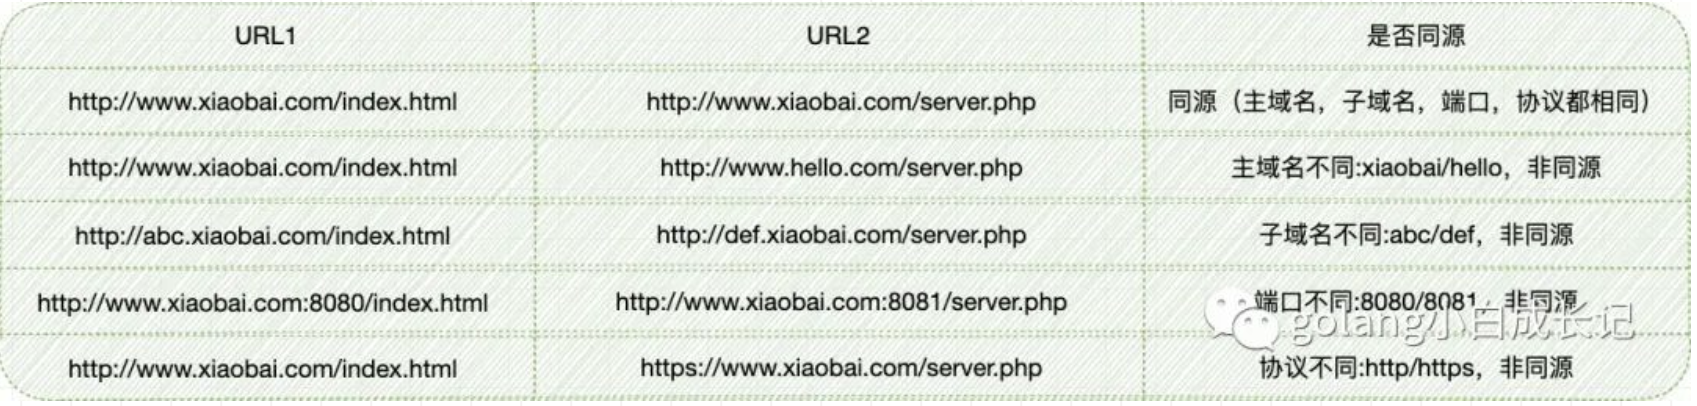 URL1 URL2 是否同源
http://www.xiaobai.com/index.html http://www.xiaobai.com/server.php 同源（主域名，子域名，端口，协议都相同）
http://www.xiaobai.com/index.html http://www.hello.com/server.php 主域名不同:xiaobai/hello，非同源
http://abc.xiaobai.com/index.html http://def.xiaobai.com/server.php 子域名不同:abc/def，非同源
http://www.xiaobai.com:8080/index.html http://www.xiaobai.com:8081/server.php 端口不同:8080/8081，非同源
golang小白成长记
http://www.xiaobai.com/index.html https://www.xiaobai.com/server.php 协议不同:http/https，非同源